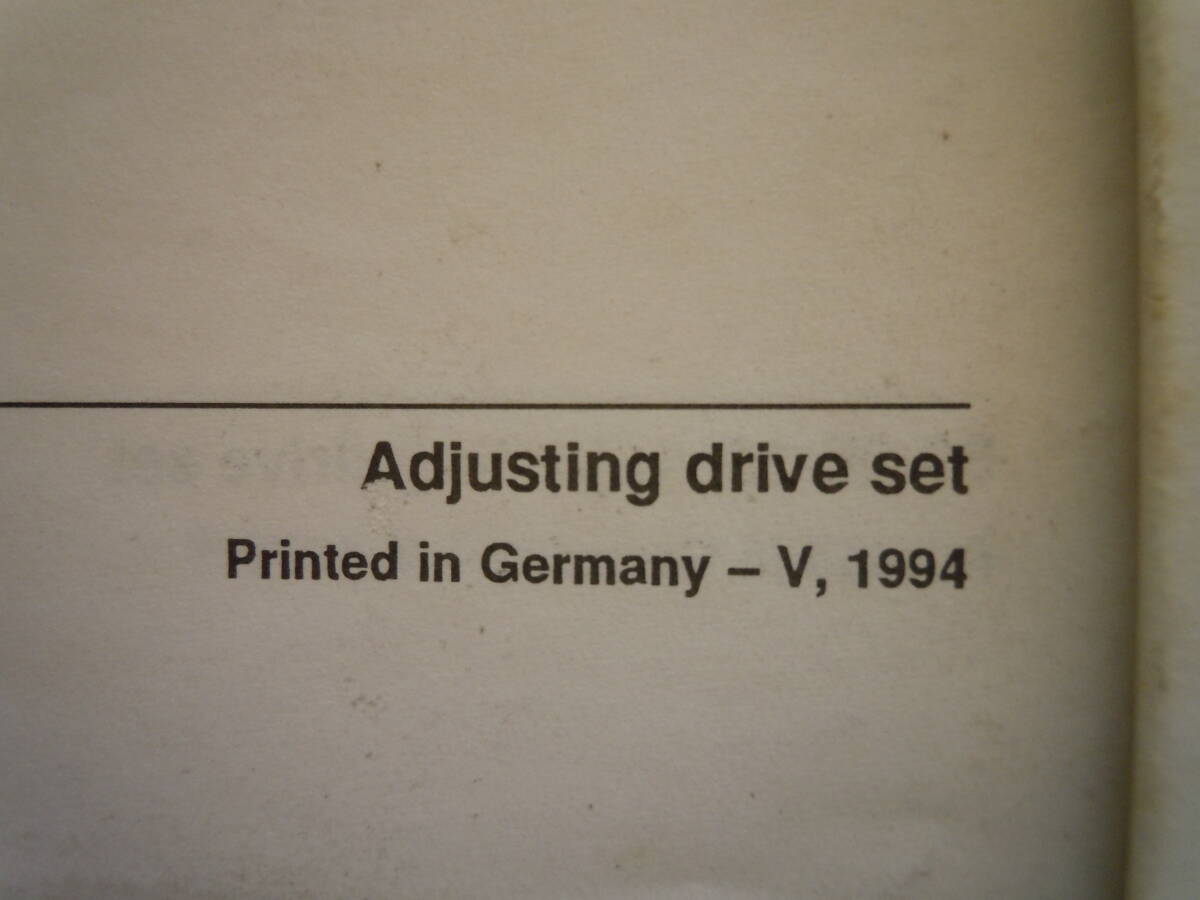 Adjusting drive set
Printed in Germany – V, 1994